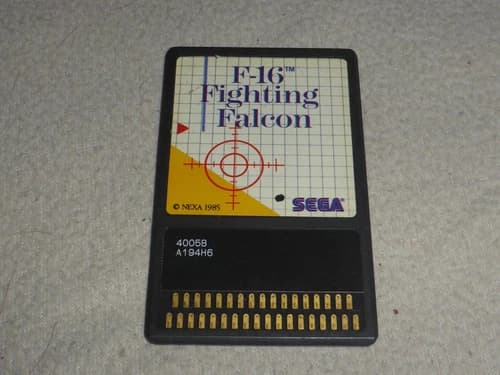 F-16™
Fighting
Falcon
© NEXA 1985
SEGA
40058
A194H6